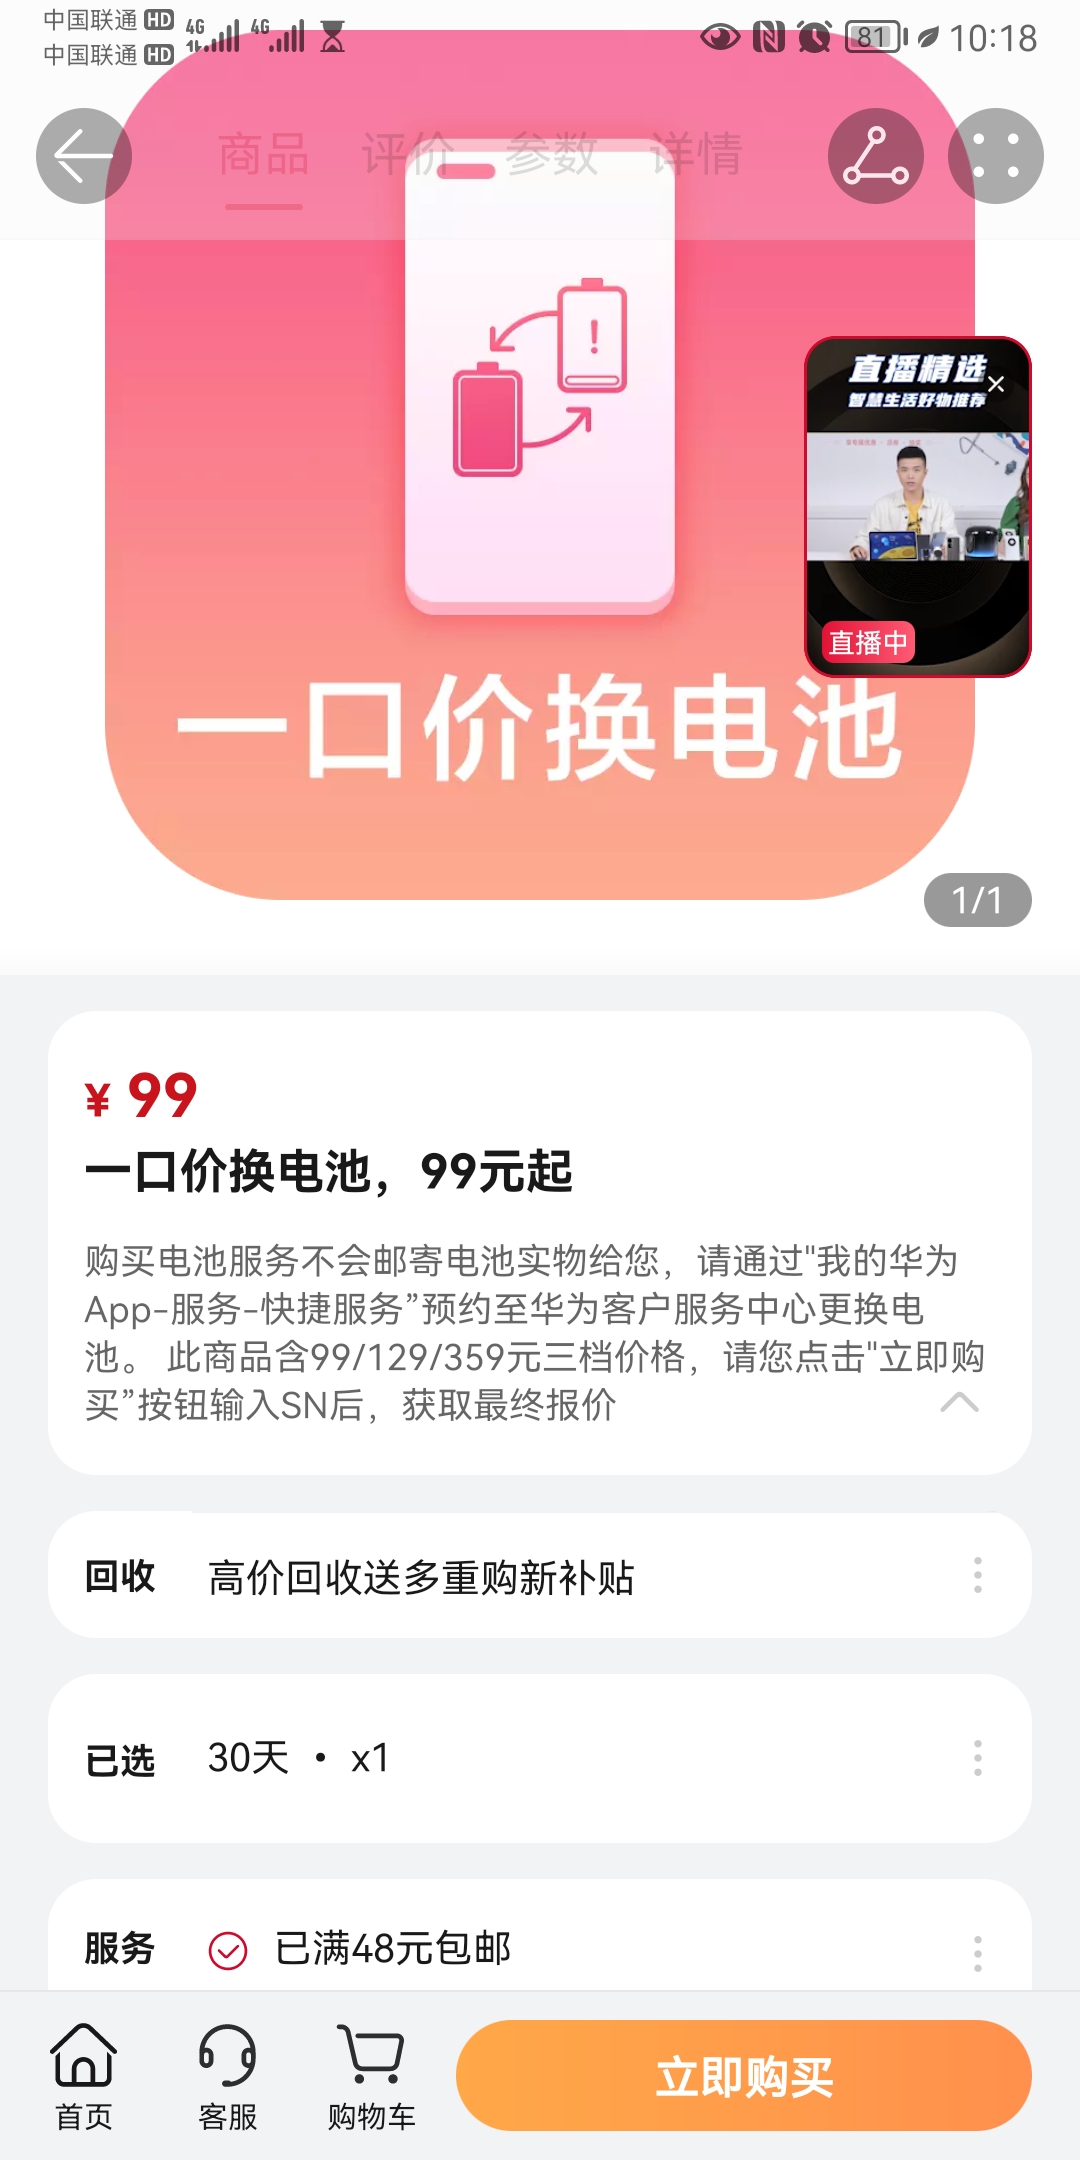 中国联通 HD 4G 4G 81 10:18
中国联通 HD
商品 评价 参数 详情
直播精选
智慧生活好物推荐
直播中
一口价换电池
1/1
¥ 99
一口价换电池，99元起
购买电池服务不会邮寄电池实物给您，请通过"我的华为
App-服务-快捷服务”预约至华为客户服务中心更换电
池。 此商品含99/129/359元三档价格，请您点击"立即购
买”按钮输入SN后，获取最终报价
回收 高价回收送多重购新补贴
已选 30天 • x1
服务 已满48元包邮
首页 客服 购物车 立即购买